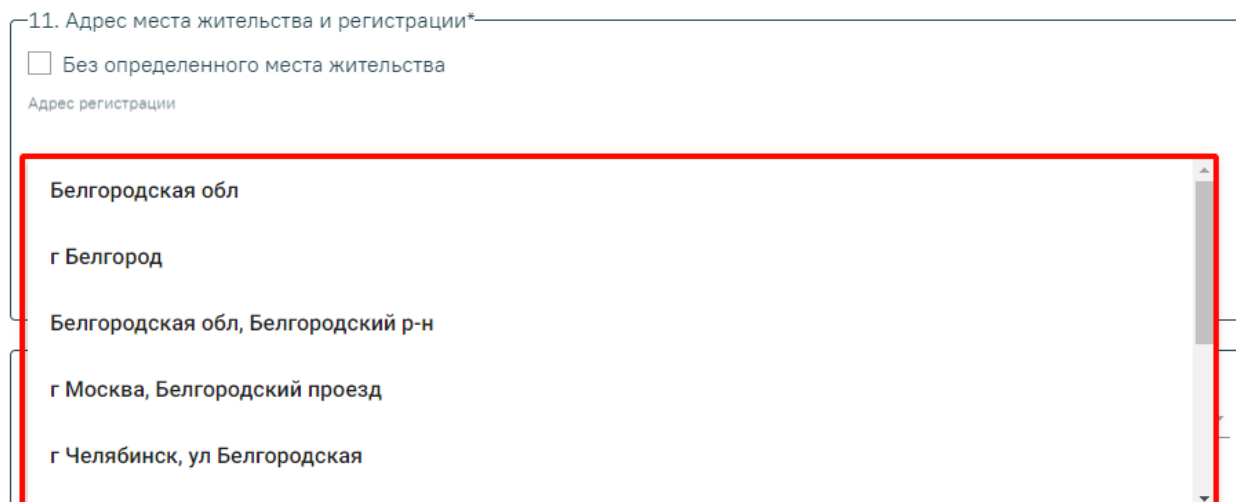 11. Адрес места жительства и регистрации*
Без определенного места жительства
Адрес регистрации
Белгородская обл
г Белгород
Белгородская обл, Белгородский р-н
г Москва, Белгородский проезд
г Челябинск, ул Белгородская